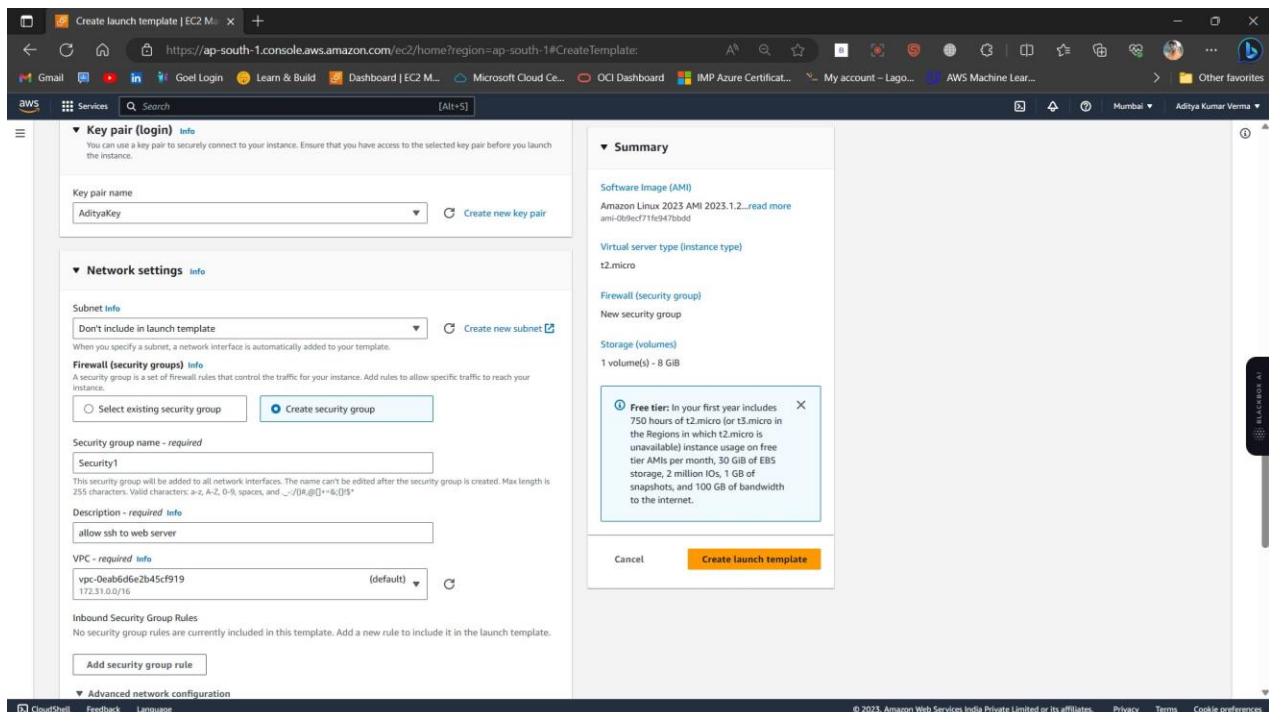 Create launch template | EC2 Ma
https://ap-south-1.console.aws.amazon.com/ec2/home?region=ap-south-1#CreateTemplate:
Gmail in Goel Login Learn & Build Dashboard | EC2 M... Microsoft Cloud Ce... OCI Dashboard IMP Azure Certificat... My account – Lago... AWS Machine Lear... Other favorites
aws Services Search [Alt+S] Mumbai Aditya Kumar Verma
Key pair (login) Info
You can use a key pair to securely connect to your instance. Ensure that you have access to the selected key pair before you launch
the instance.
Key pair name
AdityaKey Create new key pair
Network settings Info
Subnet Info
Don't include in launch template Create new subnet
When you specify a subnet, a network interface is automatically added to your template.
Firewall (security groups) Info
A security group is a set of firewall rules that control the traffic for your instance. Add rules to allow specific traffic to reach your
instance.
Select existing security group Create security group
Security group name - required
Security1
This security group will be added to all network interfaces. The name can't be edited after the security group is created. Max length is
255 characters. Valid characters: a-z, A-Z, 0-9, spaces, and
Description - required Info
allow ssh to web server
VPC - required Info
vpc-0eab6d6e2b45cf919 (default)
172.31.0.0/16
Inbound Security Group Rules
No security group rules are currently included in this template. Add a new rule to include it in the launch template.
Add security group rule
Advanced network configuration
Summary
Software Image (AMI)
Amazon Linux 2023 AMI 2023.1.2...read more
ami-0b9ecf71fe947bbdd
Virtual server type (instance type)
t2.micro
Firewall (security group)
New security group
Storage (volumes)
1 volume(s) - 8 GiB
Free tier: In your first year includes
750 hours of t2.micro (or t3.micro in
the Regions in which t2.micro is
unavailable) instance usage on free
tier AMIs per month, 30 GiB of EBS
storage, 2 million IOs, 1 GB of
snapshots, and 100 GB of bandwidth
to the internet.
Cancel Create launch template
BLACKBOX AI
CloudShell Feedback Language © 2023, Amazon Web Services India Private Limited or its affiliates. Privacy Terms Cookie preferences